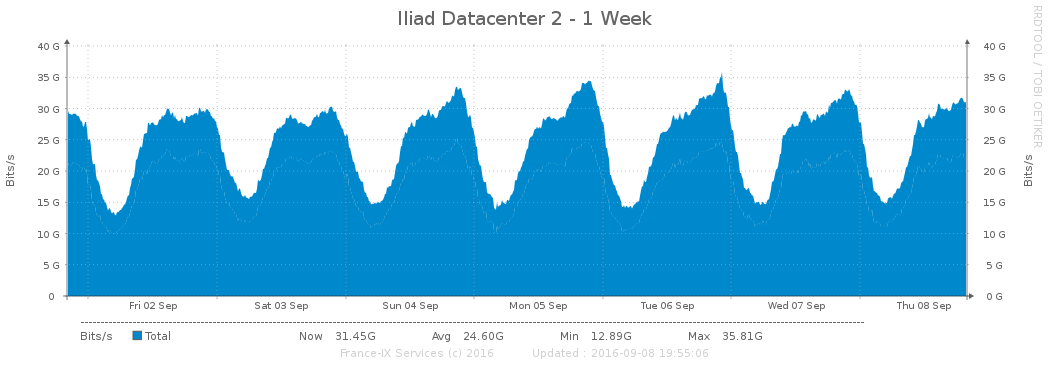 Iliad Datacenter 2 - 1 Week
RRDTOOL / TOBI OETIKER
40 G 40 G
35 G 35 G
30 G 30 G
25 G 25 G
20 G 20 G
15 G 15 G
10 G 10 G
5 G 5 G
0 0 G
Bits/s
Bits/s
Fri 02 Sep Sat 03 Sep Sun 04 Sep Mon 05 Sep Tue 06 Sep Wed 07 Sep Thu 08 Sep
Bits/s Total Now 31.45G Avg 24.60G Min 12.89G Max 35.81G
France-IX Services (c) 2016 Updated : 2016-09-08 19:55:06